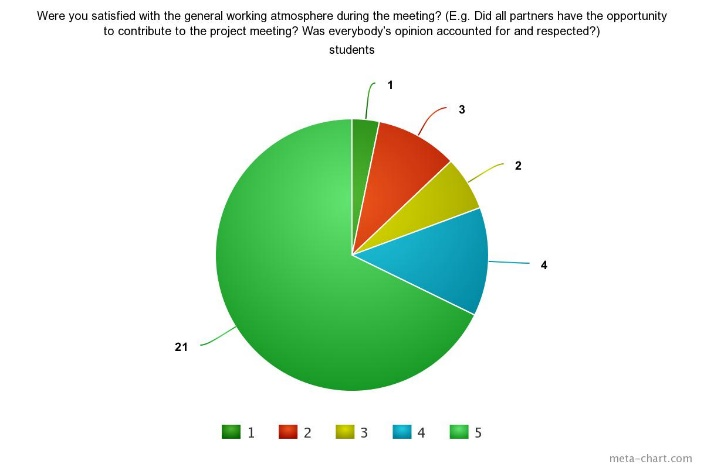 Were you satisfied with the general working atmosphere during the meeting? (E.g. Did all partners have the opportunity
to contribute to the project meeting? Was everybody's opinion accounted for and respected?)
students
1
3
2
4
21
1 2 3 4 5
meta-chart.com